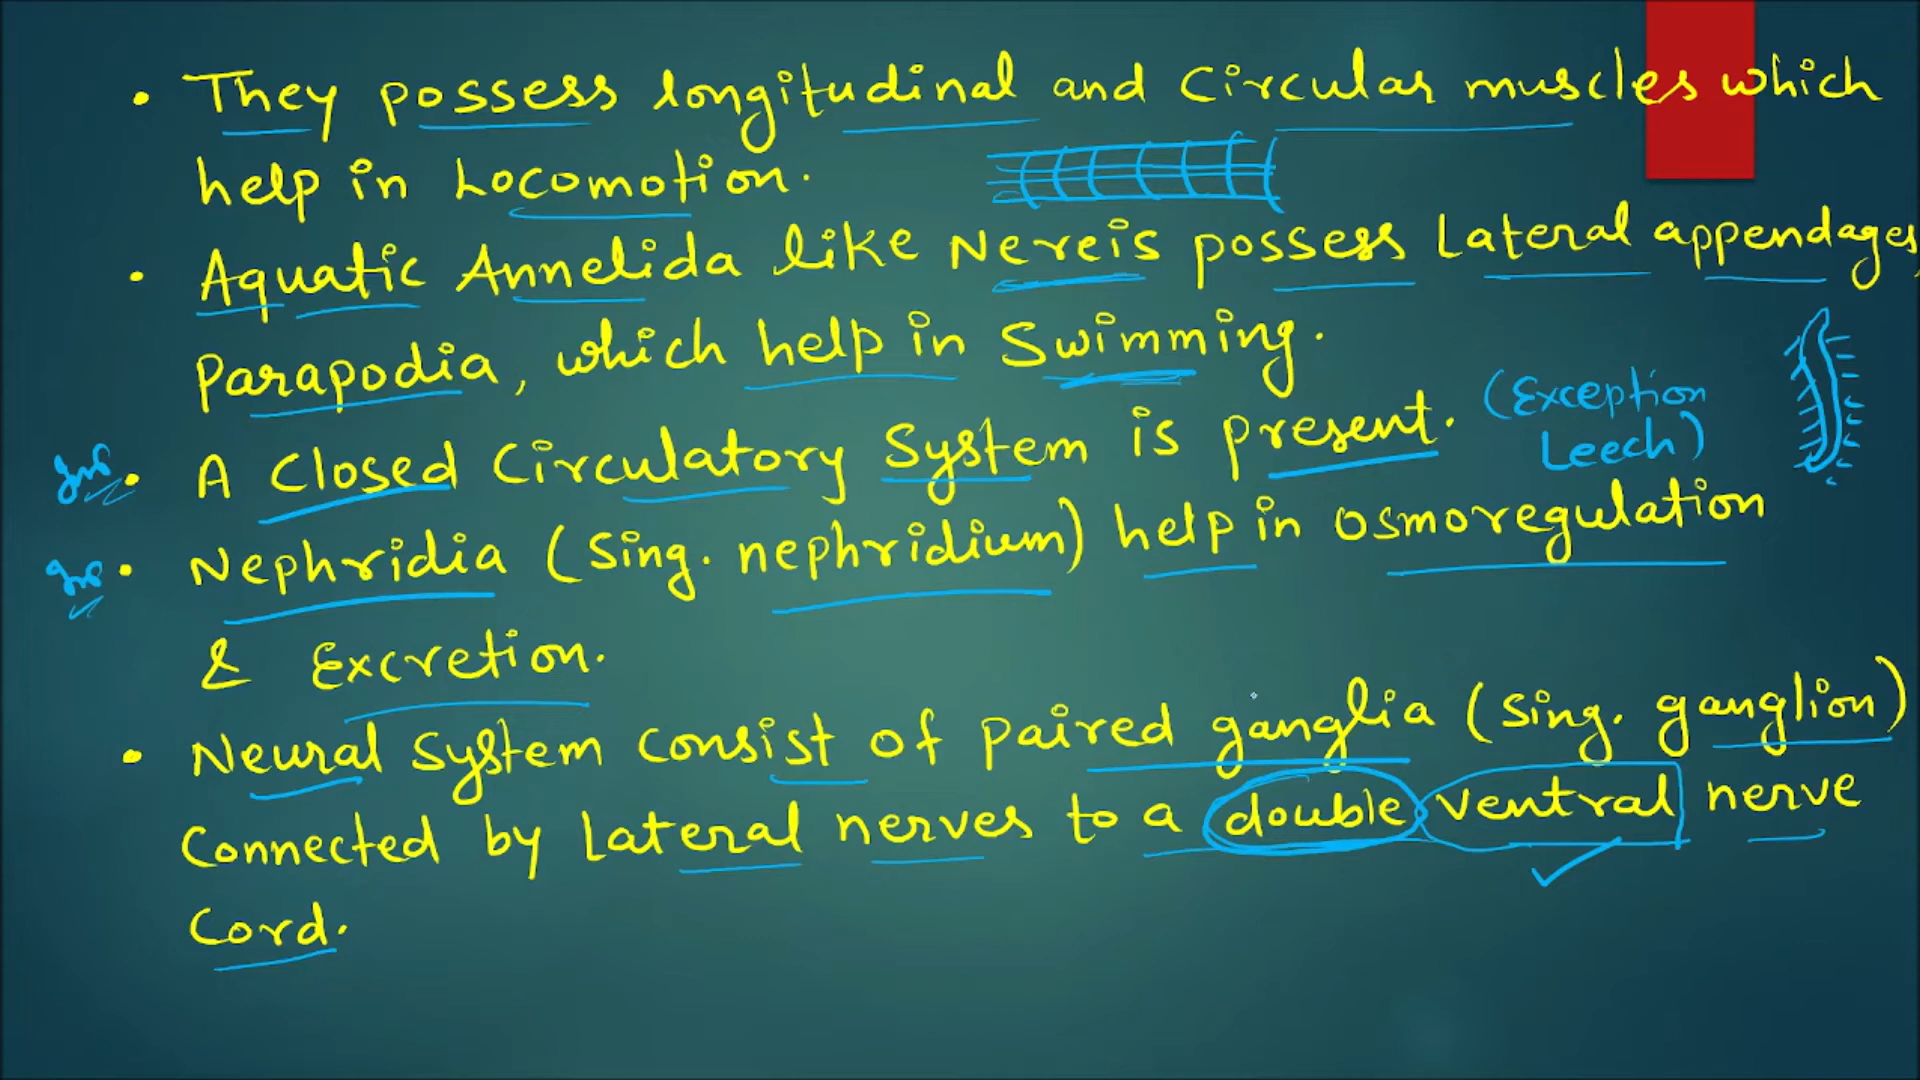 • They possess longitudinal and Circular muscles which
help in Locomotion.
• Aquatic Annelida like Nereis possess Lateral appendages,
Parapodia, which help in Swimming.
(Exception
Leech)
• A Closed Circulatory System is present.
• Nephridia (Sing. nephridium) help in Osmoregulation
& Excretion.
• Neural System consist of paired ganglia (Sing. ganglion)
Connected by Lateral nerves to a double ventral nerve
Cord.